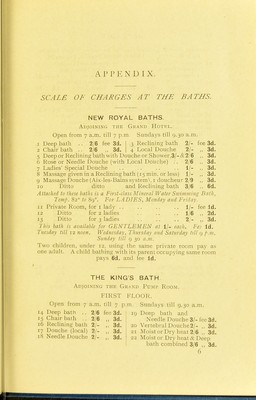 APPENDIX.
SCALE OF CHARGES AT THE BATHS.
NEW ROYAL BATHS.
ADJOINING THE GRAND HOTEL.
Open from 7 a.m. till 7 p.m. Sundays till 9.30 a.m.
1 Deep bath .. 2/6 fee 3d.
2 Chair bath .. 2/6 ,, 3d.
3 Reclining bath 2/- fee 3d.
4 Local Douche 2/- ,, 3d.
5 Deep or Reclining bath with Douche or Shower, 3/- & 2/6 ,, 3d.
6 Rose or Needle Douche (with Local Douche) 2/6 ,, 3d.
7 Ladies' Special Douche .. .. 1/- ,, 3d.
8 Massage given in a Reclining bath (15 min. or less) 1/- ,, 3d.
9 Massage Douche (Aix-les-Bains system), 1 doucheur 2/9 ,, 3d.
10 Ditto ditto and Reclining bath 3/6 ,, 6d.
Attached to these baths is a First-class Mineral Water Swimming Bath,
Temp. 82° to 89°. For LADIES, Monday and Friday.
11 Private Room, for 1 lady .. .. 1/- fee 1d.
12 Ditto for 2 ladies .. .. 1/6 ,, 2d.
13 Ditto for 3 ladies .. .. 2/- ,, 3d.
This bath is available for GENTLEMEN at 1/- each, Fee 1d.
Tuesday till 12 noon. Wednesday, Thursday and Saturday till 9 p.m.
Sunday till 9.30 a.m.
Two children, under 12, using the same private room pay as
one adult. A child bathing with its parent occupying same room
pays 6d. and fee 1d.
THE KING'S BATH
ADJOINING THE GRAND PUMP ROOM.
FIRST FLOOR.
Open from 7 a.m. till 7 p.m. Sundays till 9.30 a.m.
14 Deep bath .. 2/6 fee 3d.
15 Chair bath .. 2/6 ,, 3d.
16 Reclining bath 2/- ,, 3d.
17 Douche (local) 2/- ,, 3d.
18 Needle Douche 2/- ,, 3d.
19 Deep bath and
Needle Douche 3/- fee 3d.
20 Vertebral Douche 2/- ,, 3d.
21 Moist or Dry heat 2/6 ,, 3d.
22 Moist or Dry heat & Deep
bath combined 3/6 ,, 3d.
6